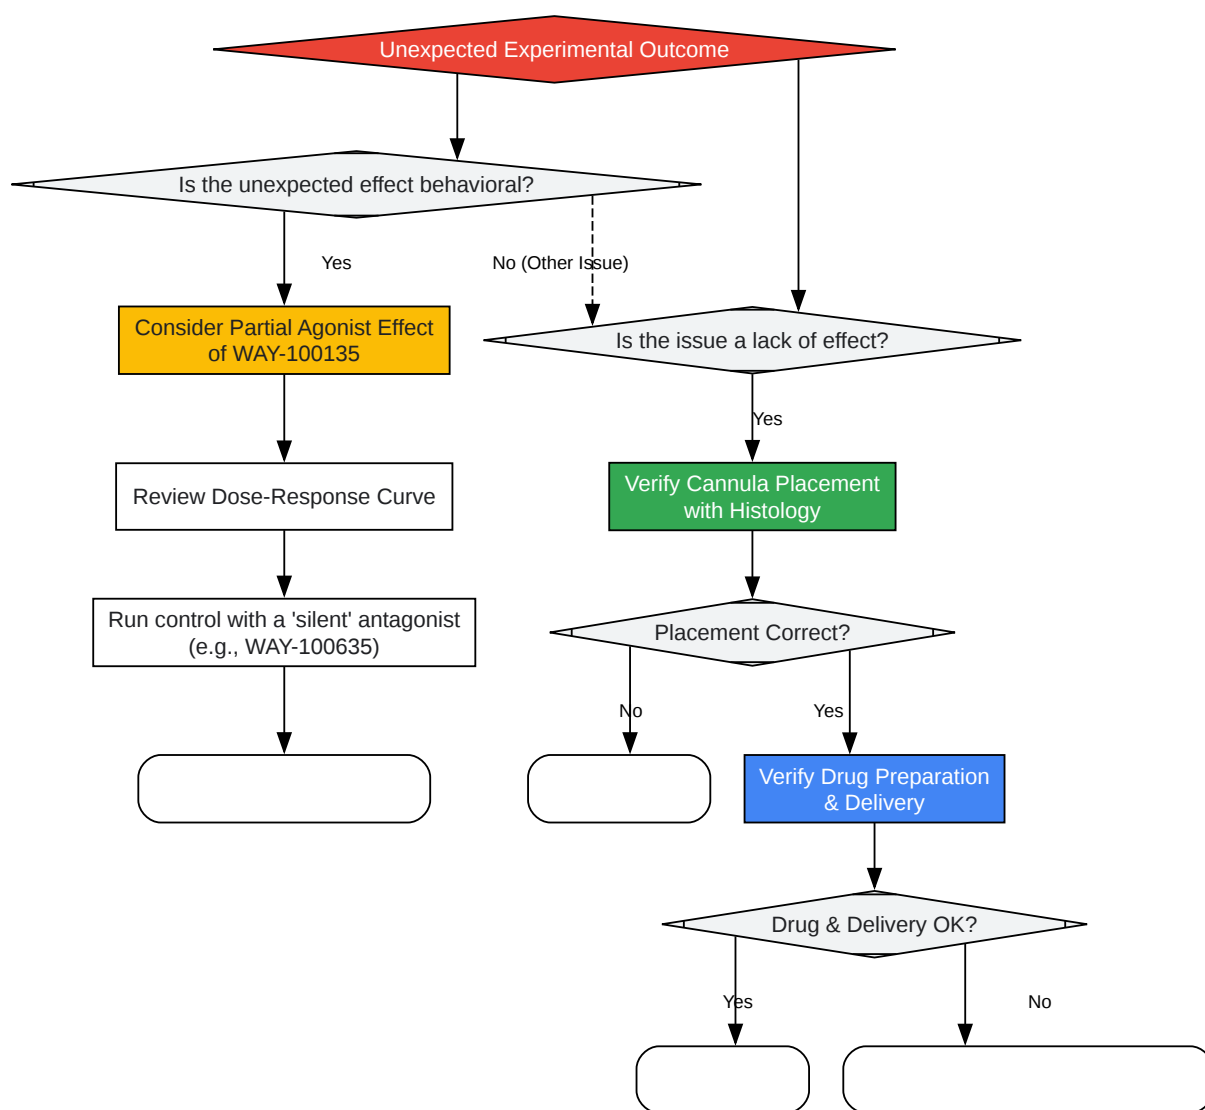 Unexpected Experimental Outcome
Is the unexpected effect behavioral?
Yes
No (Other Issue)
Consider Partial Agonist Effect
of WAY-100135
Is the issue a lack of effect?
Yes
Review Dose-Response Curve
Verify Cannula Placement
with Histology
Run control with a 'silent' antagonist
(e.g., WAY-100635)
Placement Correct?
No
Yes
Verify Drug Preparation
& Delivery
Drug & Delivery OK?
Yes
No